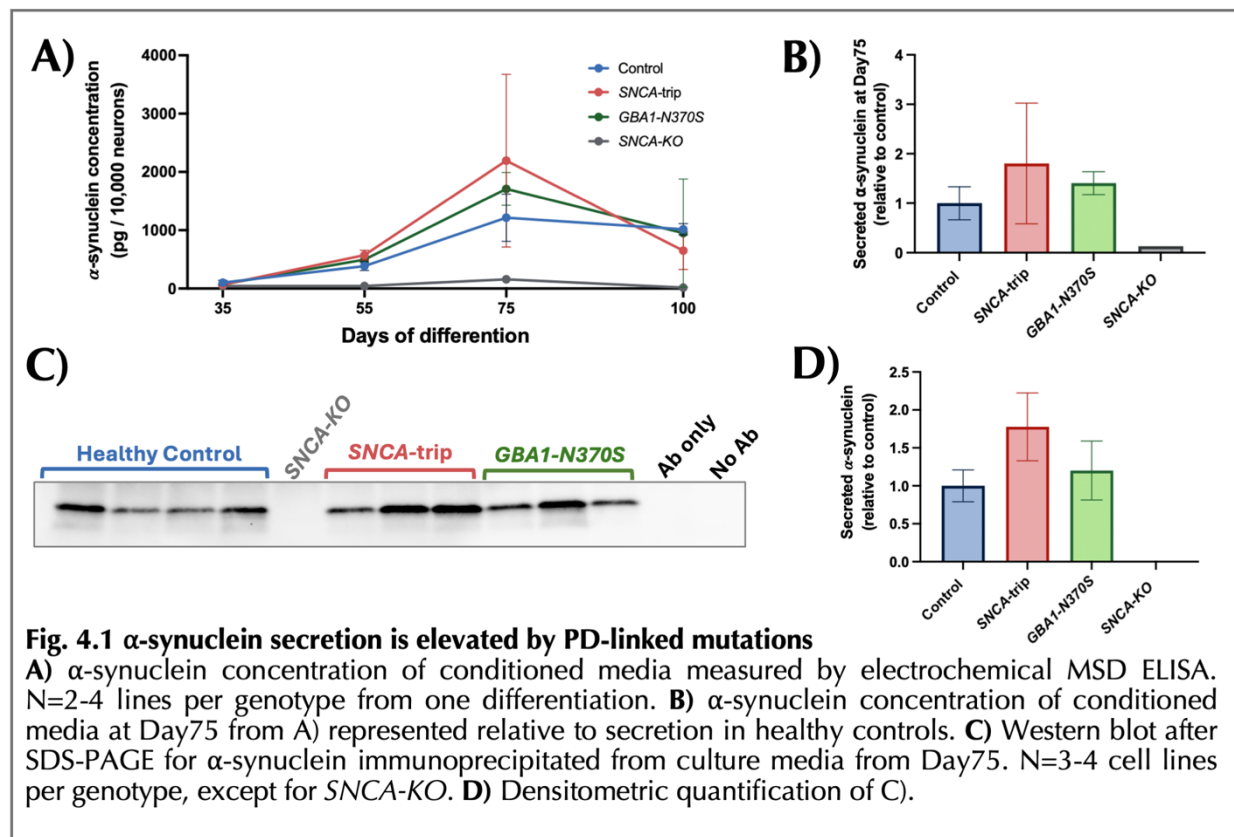 A)
α-synuclein concentration
(pg / 10,000 neurons)
4000
3000
2000
1000
0
35
55
75
100
Days of differention
Control
SNCA-trip
GBA1-N370S
SNCA-KO
B)
Secreted α-synuclein at Day75
(relative to control)
4
3
2
1
0
Control
SNCA-trip
GBA1-N370S
SNCA-KO
C)
Healthy Control
SNCA-KO
SNCA-trip
GBA1-N370S
Ab only
No Ab
D)
Secreted α-synuclein
(relative to control)
2.5
2.0
1.5
1.0
0.5
0.0
Control
SNCA-trip
GBA1-N370S
SNCA-KO
Fig. 4.1 α-synuclein secretion is elevated by PD-linked mutations
A) α-synuclein concentration of conditioned media measured by electrochemical MSD ELISA.
N=2-4 lines per genotype from one differentiation. B) α-synuclein concentration of conditioned
media at Day75 from A) represented relative to secretion in healthy controls. C) Western blot after
SDS-PAGE for α-synuclein immunoprecipitated from culture media from Day75. N=3-4 cell lines
per genotype, except for SNCA-KO. D) Densitometric quantification of C).